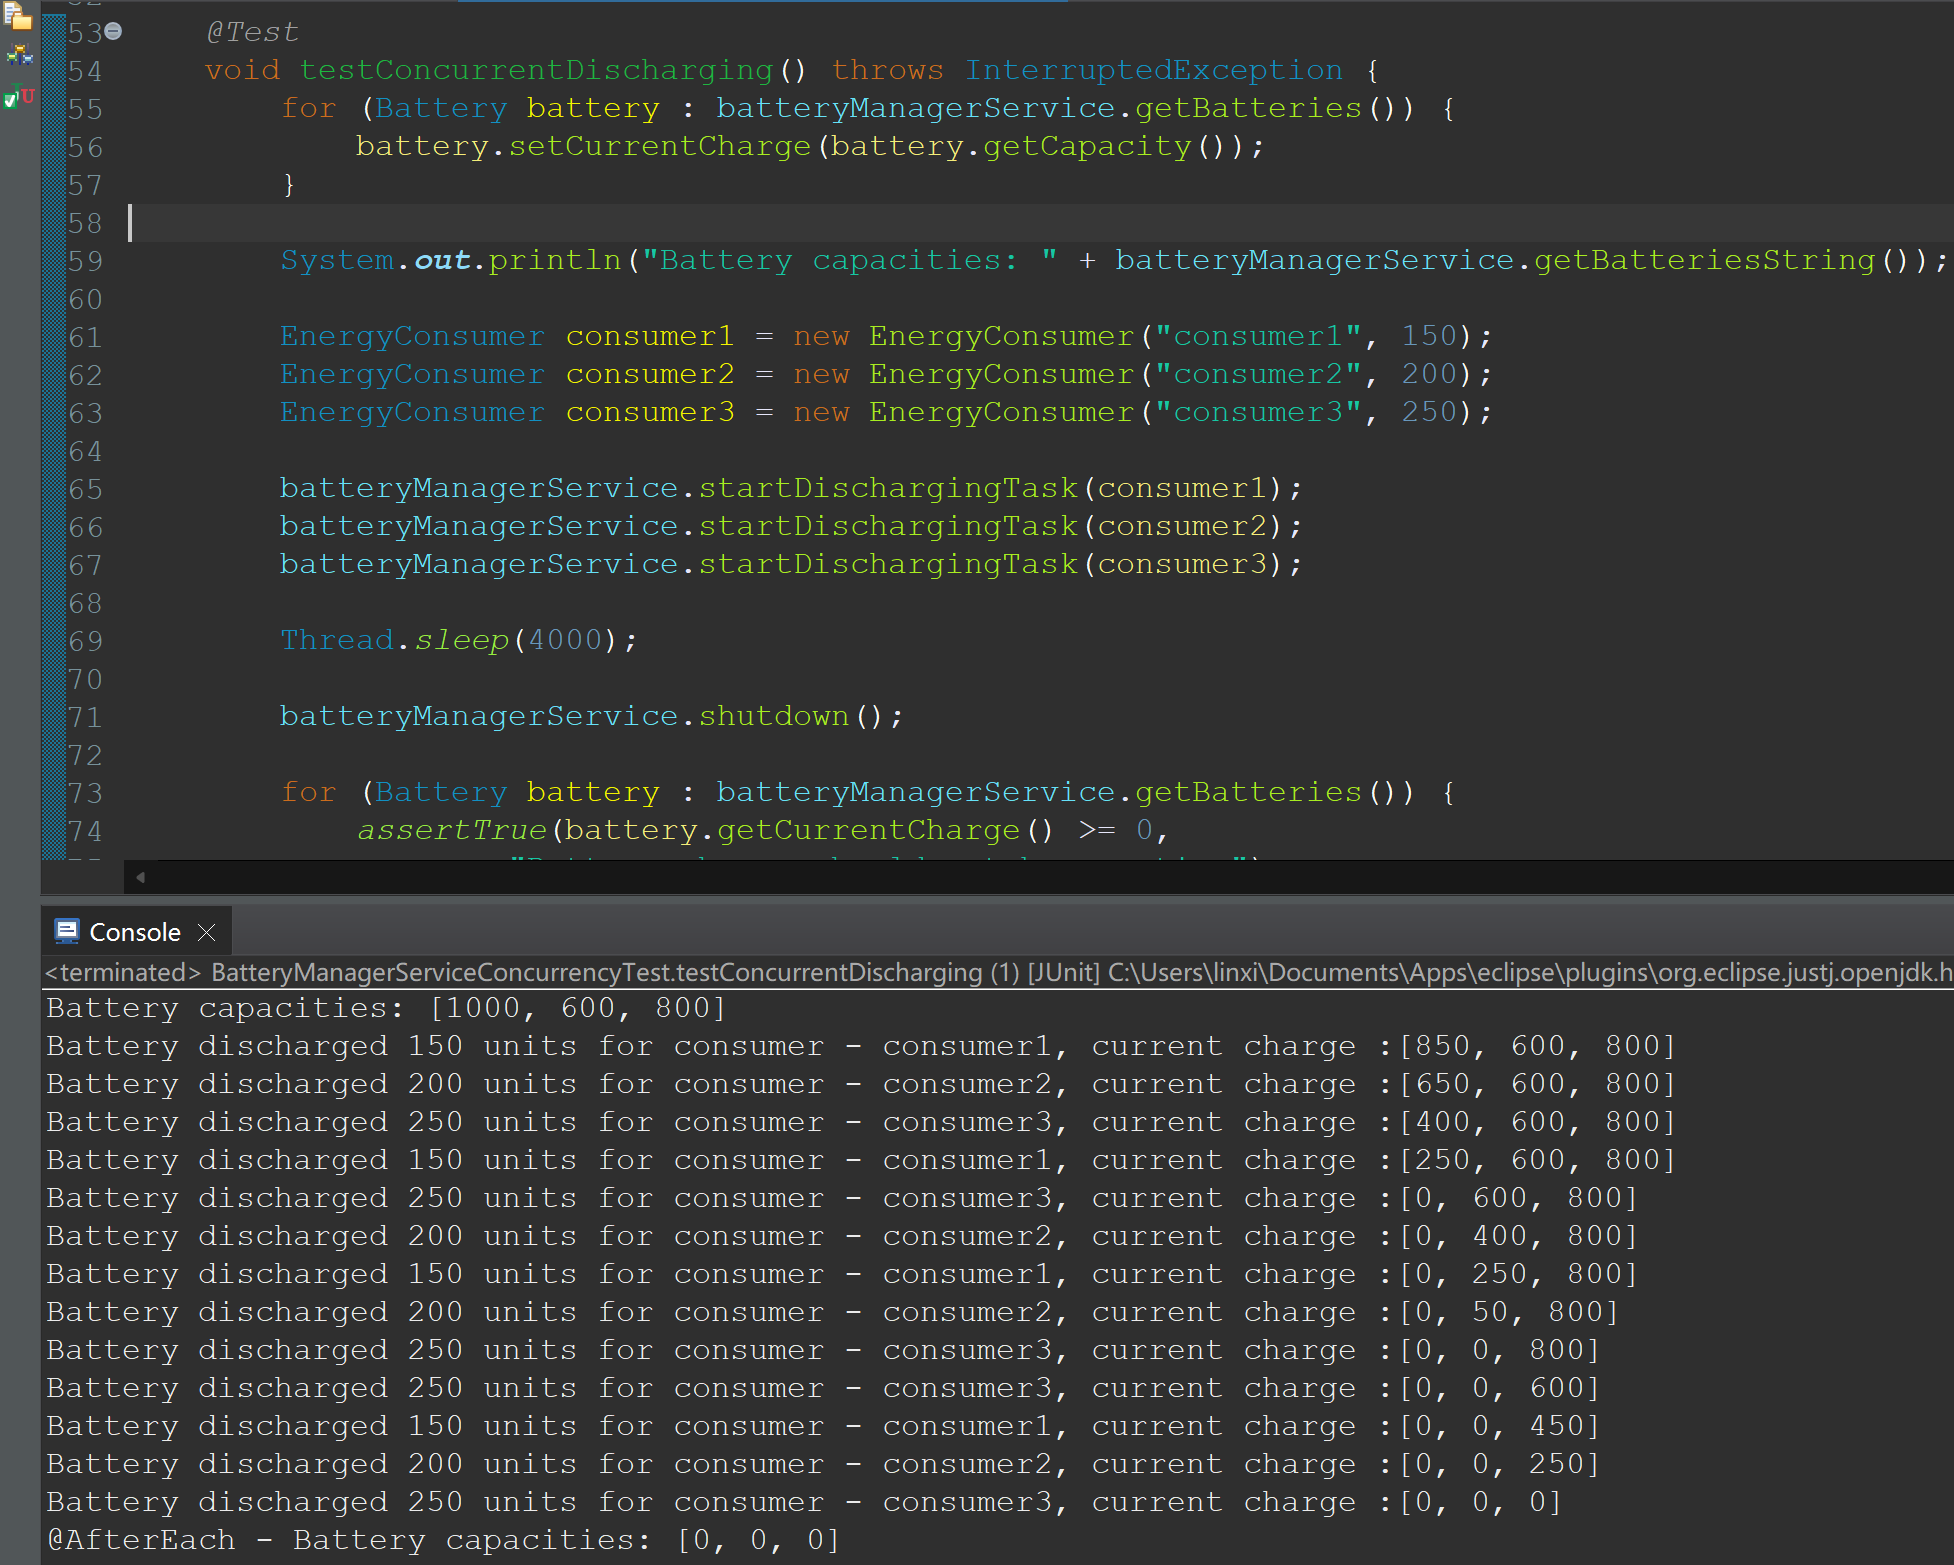 53 @Test
54 void testConcurrentDischarging() throws InterruptedException {
55 for (Battery battery : batteryManagerService.getBatteries()) {
56 battery.setCurrentCharge(battery.getCapacity());
57 }
58
59 System.out.println("Battery capacities: " + batteryManagerService.getBatteriesString());
60
61 EnergyConsumer consumer1 = new EnergyConsumer("consumer1", 150);
62 EnergyConsumer consumer2 = new EnergyConsumer("consumer2", 200);
63 EnergyConsumer consumer3 = new EnergyConsumer("consumer3", 250);
64
65 batteryManagerService.startDischargingTask(consumer1);
66 batteryManagerService.startDischargingTask(consumer2);
67 batteryManagerService.startDischargingTask(consumer3);
68
69 Thread.sleep(4000);
70
71 batteryManagerService.shutdown();
72
73 for (Battery battery : batteryManagerService.getBatteries()) {
74 assertTrue(battery.getCurrentCharge() >= 0,
Console
<terminated> BatteryManagerServiceConcurrencyTest.testConcurrentDischarging (1) [JUnit] C:\Users\linxi\Documents\Apps\eclipse\plugins\org.eclipse.justj.openjdk.h
Battery capacities: [1000, 600, 800]
Battery discharged 150 units for consumer - consumer1, current charge :[850, 600, 800]
Battery discharged 200 units for consumer - consumer2, current charge :[650, 600, 800]
Battery discharged 250 units for consumer - consumer3, current charge :[400, 600, 800]
Battery discharged 150 units for consumer - consumer1, current charge :[250, 600, 800]
Battery discharged 250 units for consumer - consumer3, current charge :[0, 600, 800]
Battery discharged 200 units for consumer - consumer2, current charge :[0, 400, 800]
Battery discharged 150 units for consumer - consumer1, current charge :[0, 250, 800]
Battery discharged 200 units for consumer - consumer2, current charge :[0, 50, 800]
Battery discharged 250 units for consumer - consumer3, current charge :[0, 0, 800]
Battery discharged 250 units for consumer - consumer3, current charge :[0, 0, 600]
Battery discharged 150 units for consumer - consumer1, current charge :[0, 0, 450]
Battery discharged 200 units for consumer - consumer2, current charge :[0, 0, 250]
Battery discharged 250 units for consumer - consumer3, current charge :[0, 0, 0]
@AfterEach - Battery capacities: [0, 0, 0]